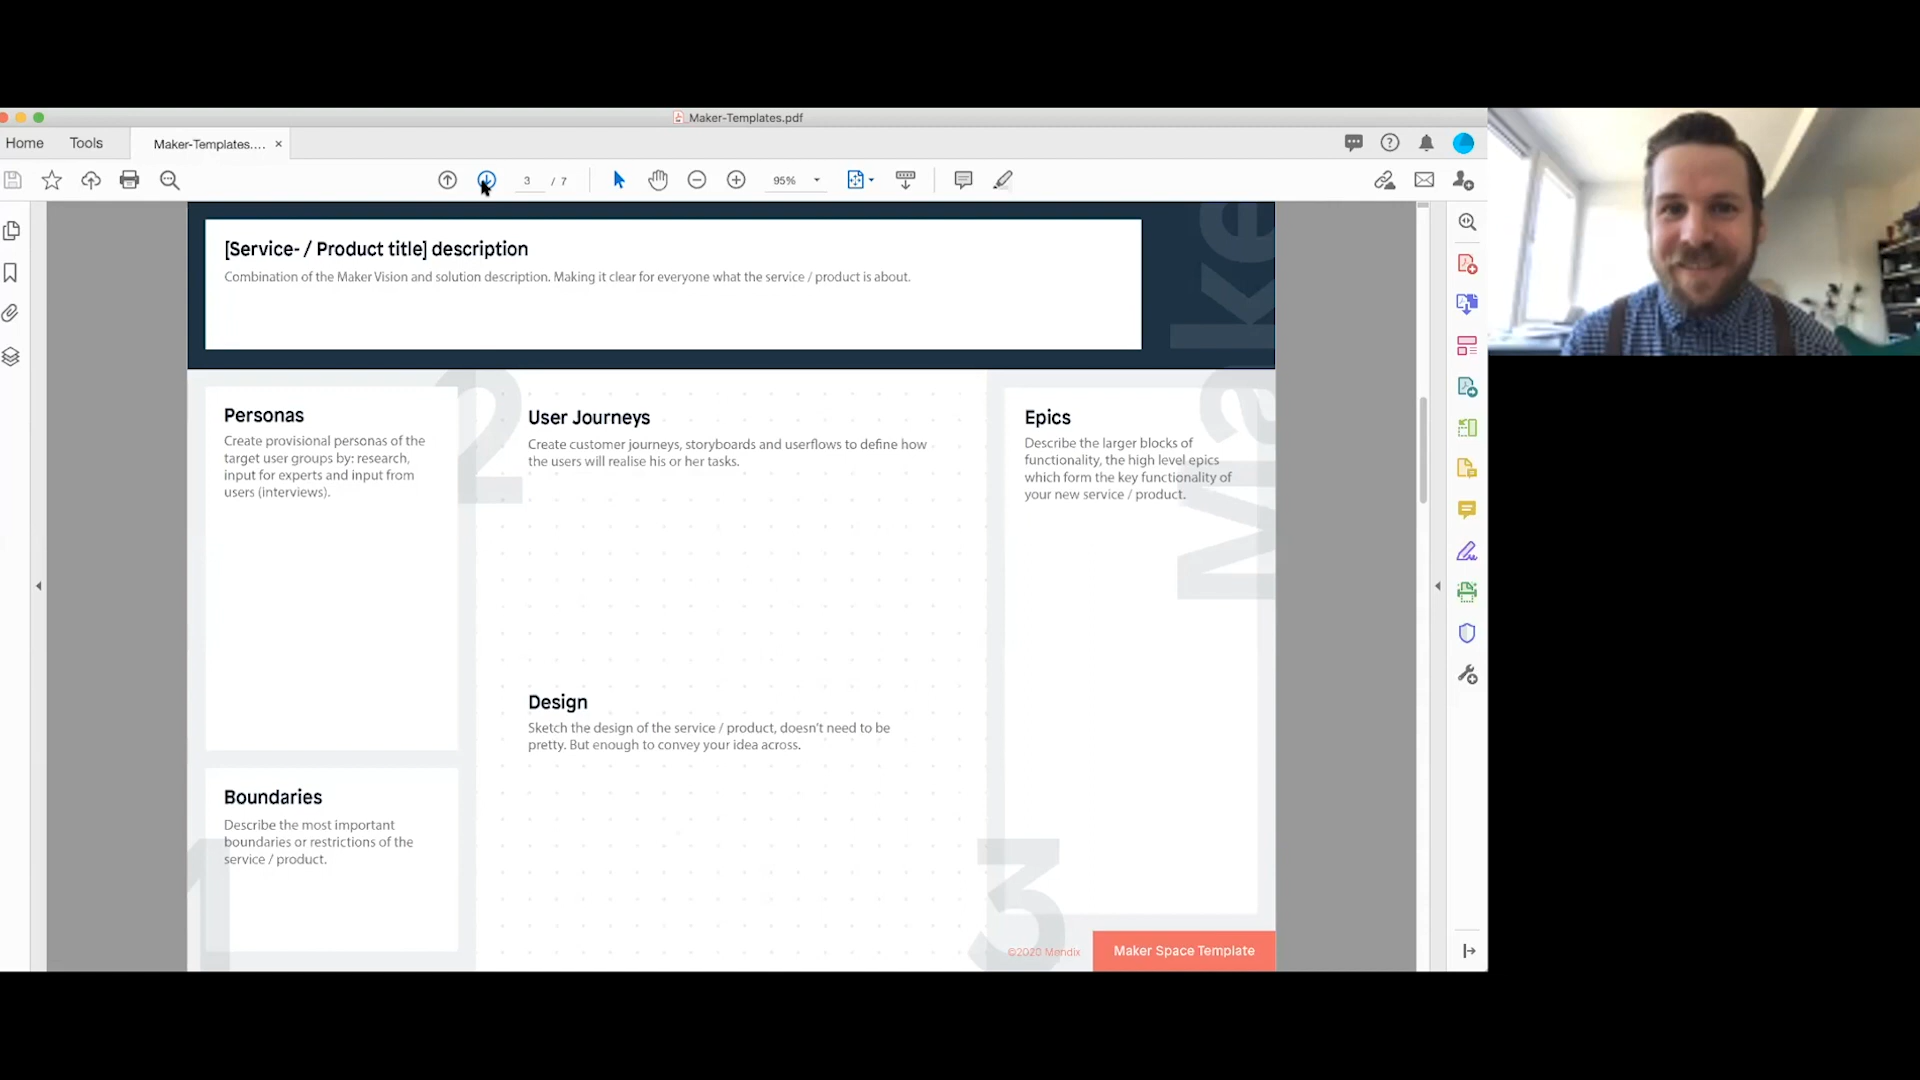 Maker-Templates.pdf
Home
Tools
Maker-Templates....
3 / 7
95%
[Service- / Product title] description
Combination of the Maker Vision and solution description. Making it clear for everyone what the service / product is about.
Maker
Personas
Create provisional personas of the
target user groups by: research,
input for experts and input from
users (interviews).
Boundaries
Describe the most important
boundaries or restrictions of the
service / product.
1
2
User Journeys
Create customer journeys, storyboards and userflows to define how
the users will realise his or her tasks.
Design
Sketch the design of the service / product, doesn't need to be
pretty. But enough to convey your idea across.
Epics
Describe the larger blocks of
functionality, the high level epics
which form the key functionality of
your new service / product.
3
©2020 Mendix
Maker Space Template